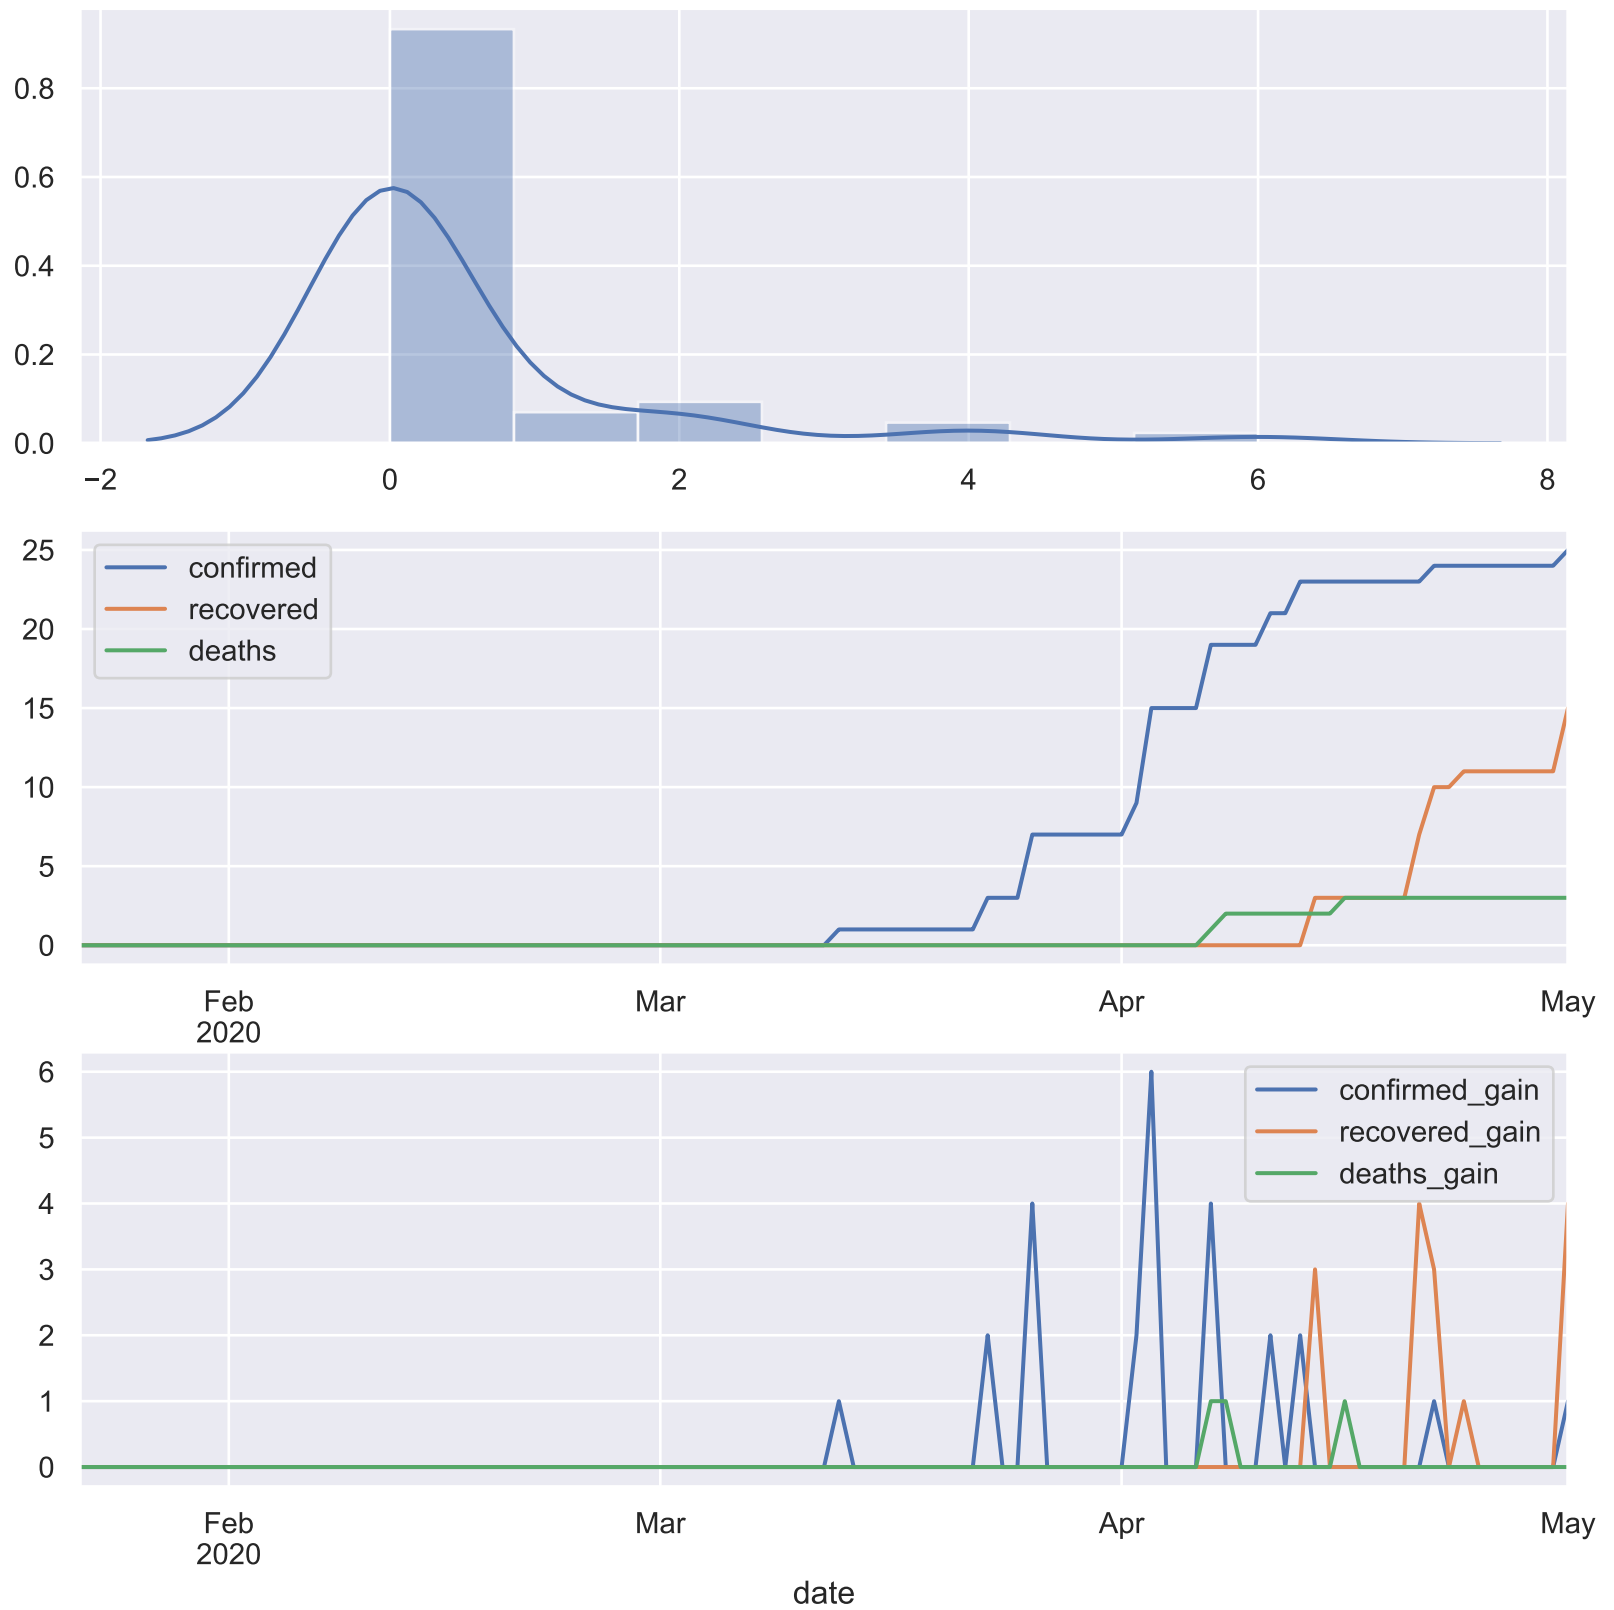 0.8
0.6
0.4
0.2
0.0
−2 0 2 4 6 8
25
20
15
10
5
0
confirmed
recovered
deaths
Feb Mar Apr May
2020
6
5
4
3
2
1
0
confirmed_gain
recovered_gain
deaths_gain
Feb Mar Apr May
2020
date